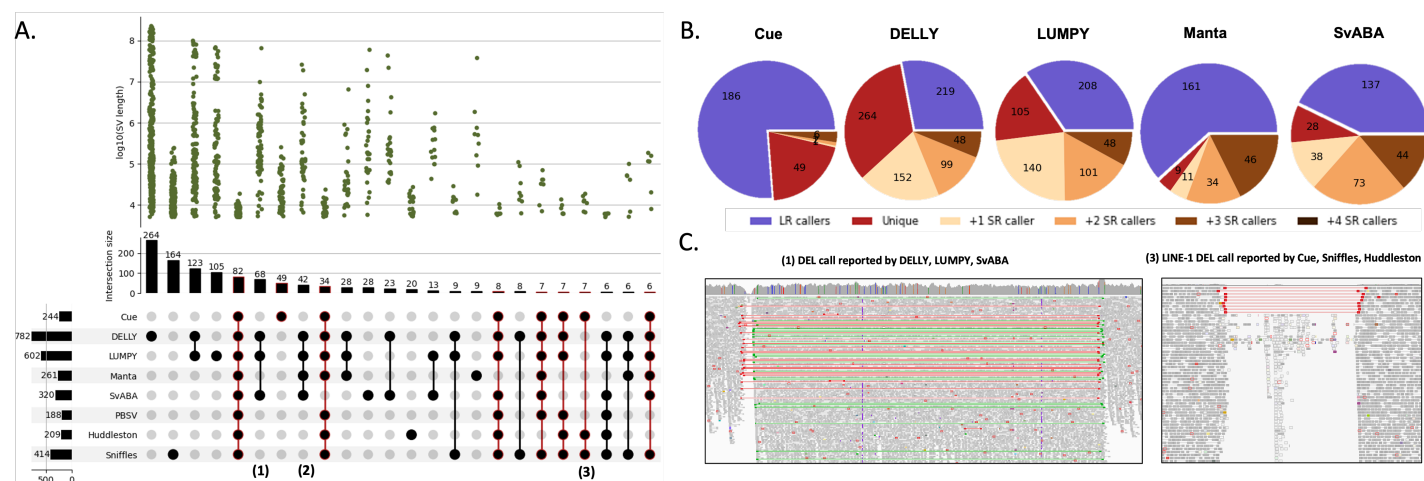 A.
8
7
6
5
4
log10(SV length)
264 164 123 105 82 68 49 42 34 28 28 23 20 13 9 9 8 8 7 7 7 6 6 6
200
100
0
Intersection size
244 Cue
782 DELLY
602 LUMPY
261 Manta
320 SvABA
188 PBSV
209 Huddleston
414 Sniffles
(1) (2) (3)
500 0
B.
Cue DELLY LUMPY Manta SvABA
186 49 6
219 264 152 99 48
208 105 140 101 48
161 9 11 34 46
137 28 38 73 44
LR callers Unique +1 SR caller +2 SR callers +3 SR callers +4 SR callers
C.
(1) DEL call reported by DELLY, LUMPY, SvABA
(3) LINE-1 DEL call reported by Cue, Sniffles, Huddleston